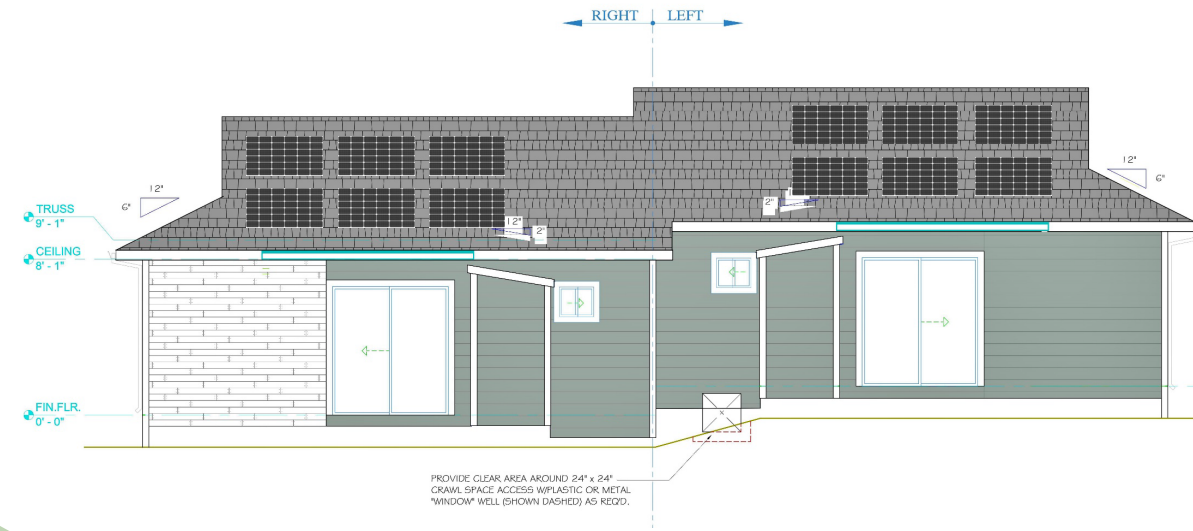 RIGHT LEFT
12"
6"
12"
6"
TRUSS
9' - 1"
2"
12"
2"
CEILING
8' - 1"
FIN.FLR.
0' - 0"
X
PROVIDE CLEAR AREA AROUND 24" x 24"
CRAWL SPACE ACCESS W/PLASTIC OR METAL
"WINDOW" WELL (SHOWN DASHED) AS REQ'D.